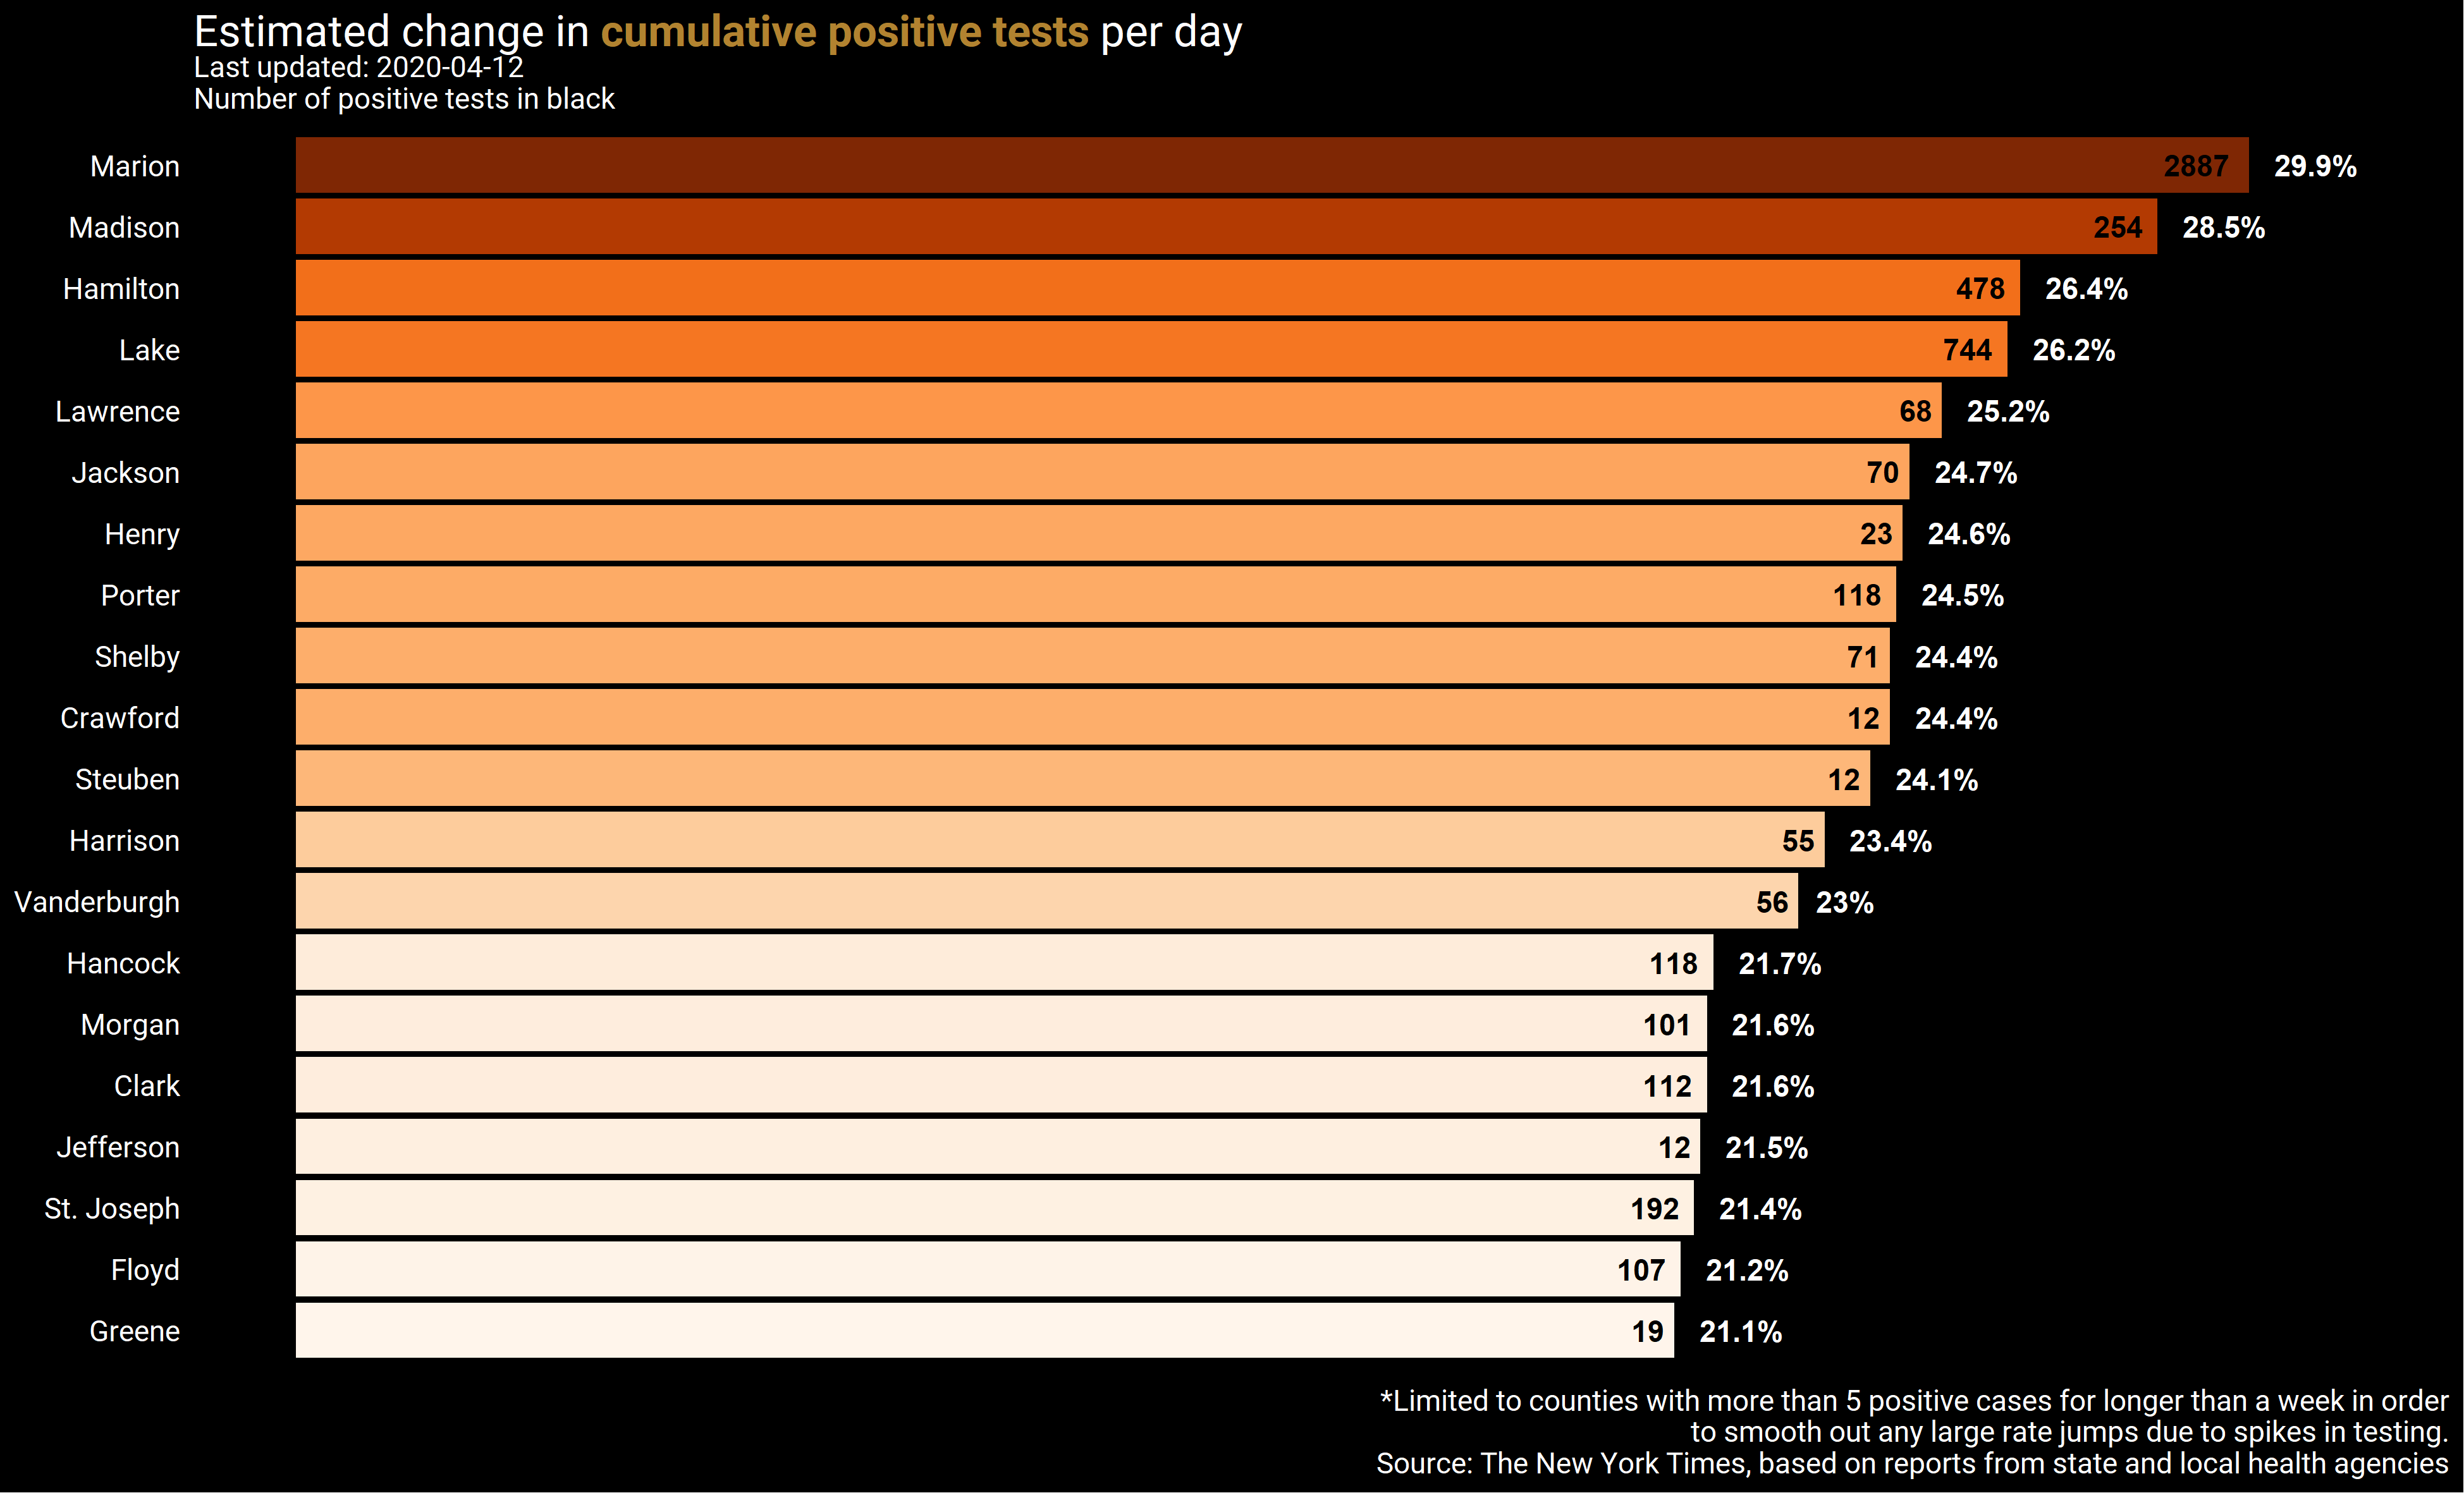 Estimated change in cumulative positive tests per day
Last updated: 2020-04-12
Number of positive tests in black
Marion 2887 29.9%
Madison 254 28.5%
Hamilton 478 26.4%
Lake 744 26.2%
Lawrence 68 25.2%
Jackson 70 24.7%
Henry 23 24.6%
Porter 118 24.5%
Shelby 71 24.4%
Crawford 12 24.4%
Steuben 12 24.1%
Harrison 55 23.4%
Vanderburgh 56 23%
Hancock 118 21.7%
Morgan 101 21.6%
Clark 112 21.6%
Jefferson 12 21.5%
St. Joseph 192 21.4%
Floyd 107 21.2%
Greene 19 21.1%
*Limited to counties with more than 5 positive cases for longer than a week in order
to smooth out any large rate jumps due to spikes in testing.
Source: The New York Times, based on reports from state and local health agencies